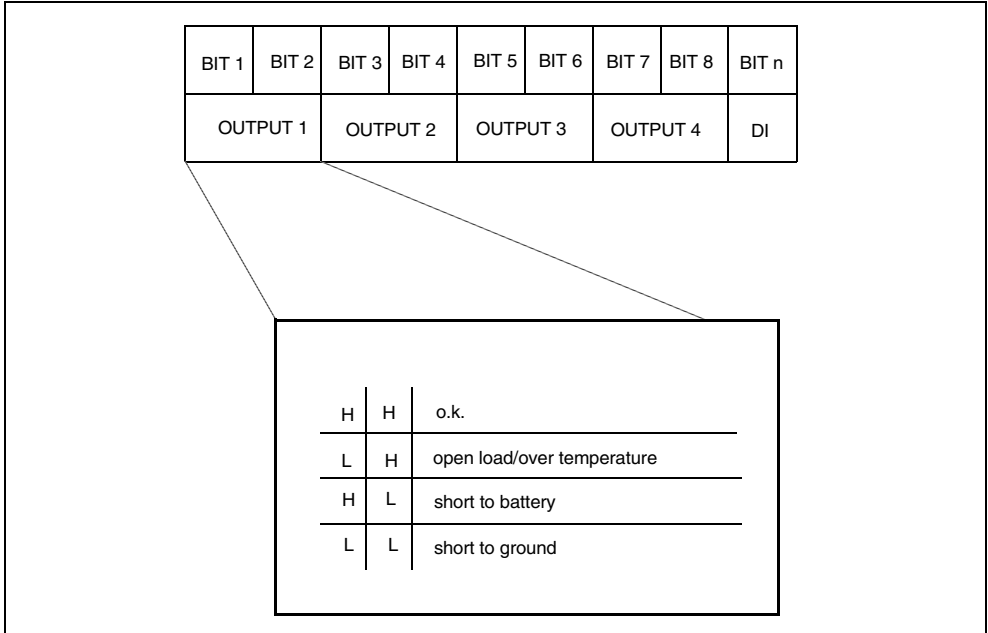 BIT 1 BIT 2 BIT 3 BIT 4 BIT 5 BIT 6 BIT 7 BIT 8 BIT n
OUTPUT 1 OUTPUT 2 OUTPUT 3 OUTPUT 4 DI
H H o.k.
L H open load/over temperature
H L short to battery
L L short to ground